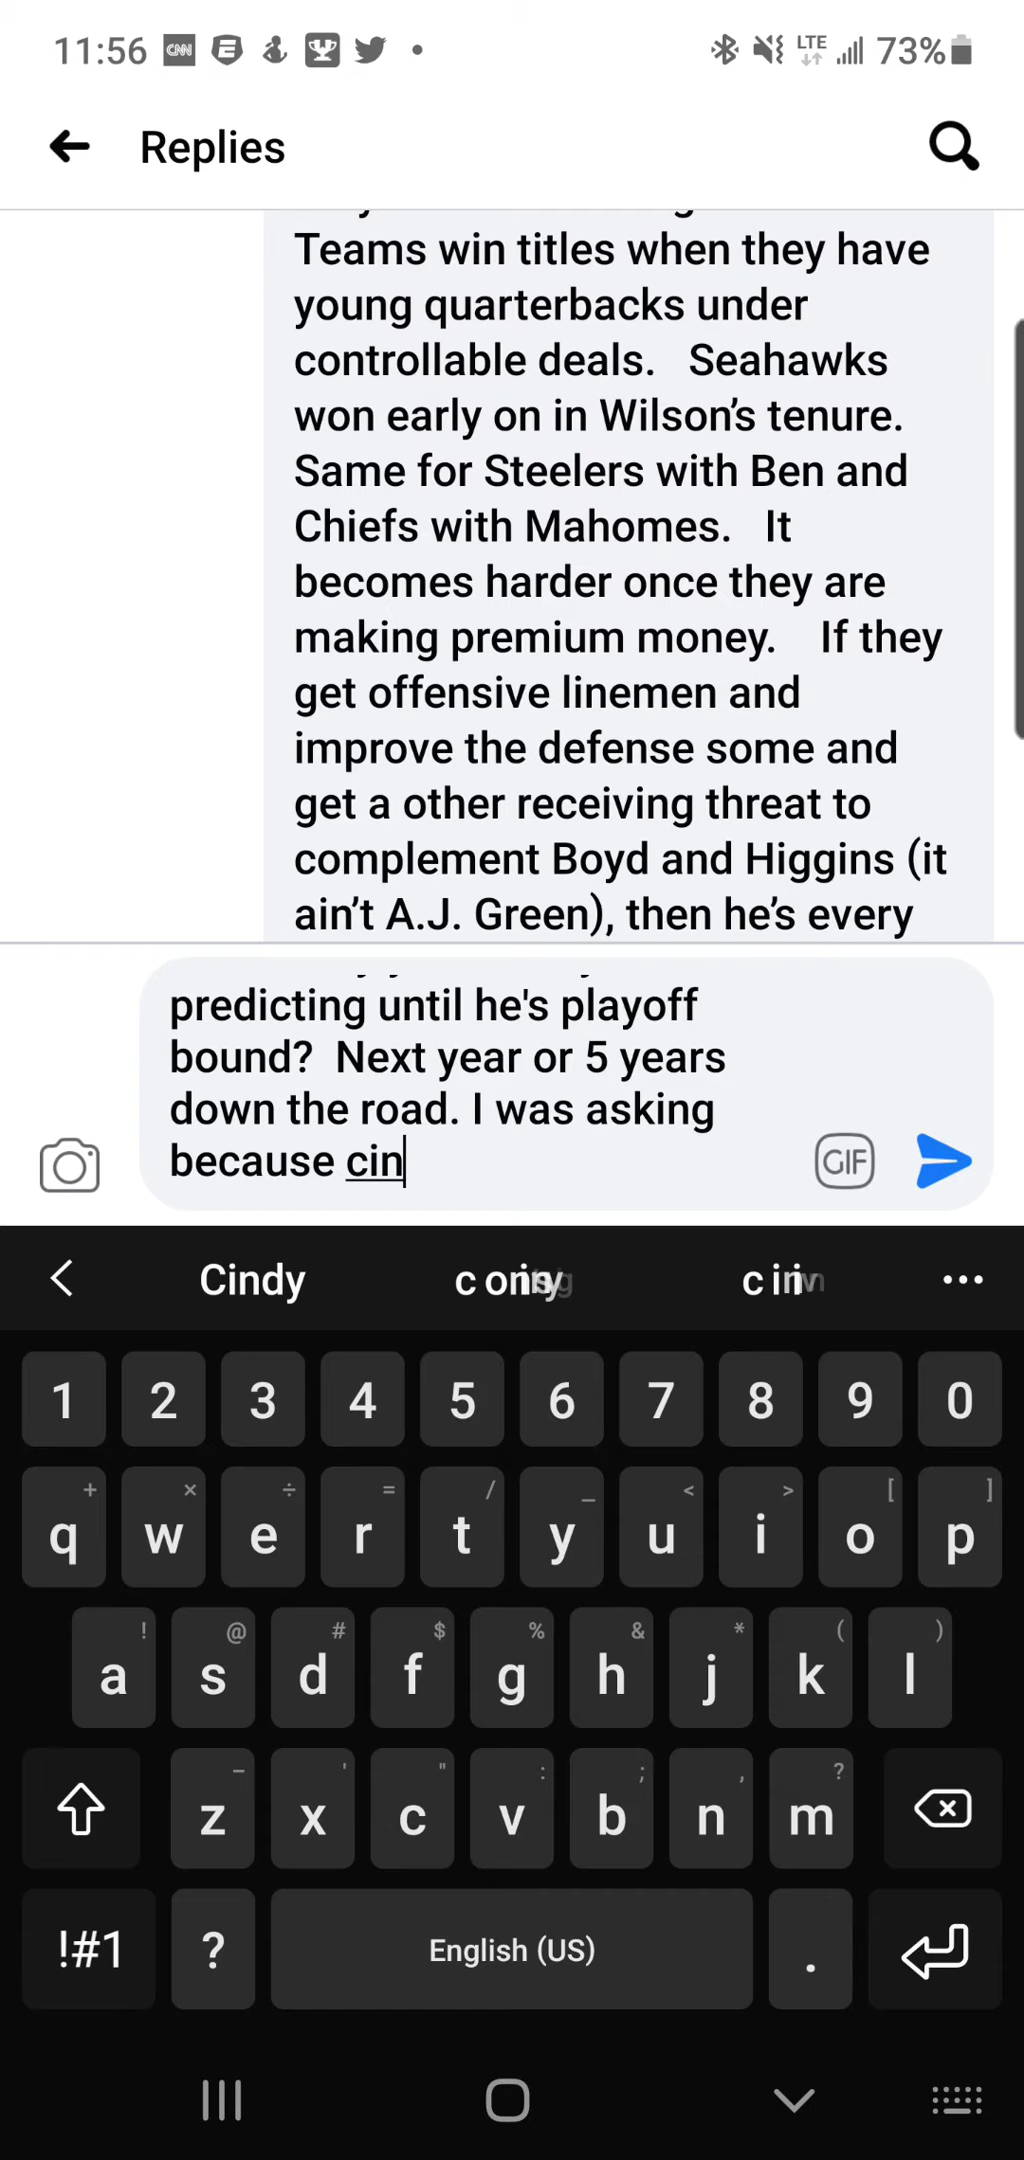 11:56 CNN E LTE 73%
Replies
Teams win titles when they have
young quarterbacks under
controllable deals. Seahawks
won early on in Wilson's tenure.
Same for Steelers with Ben and
Chiefs with Mahomes. It
becomes harder once they are
making premium money. If they
get offensive linemen and
improve the defense some and
get a other receiving threat to
complement Boyd and Higgins (it
ain't A.J. Green), then he's every
predicting until he's playoff
bound? Next year or 5 years
down the road. I was asking
because cin
GIF
Cindy
1 2 3 4 5 6 7 8 9 0
+ × ÷ = / _ < > [ ]
q w e r t y u i o p
! @ # $ % & * ( )
a s d f g h j k l
- ' " : ; , ?
z x c v b n m
!#1 ? English (US) .